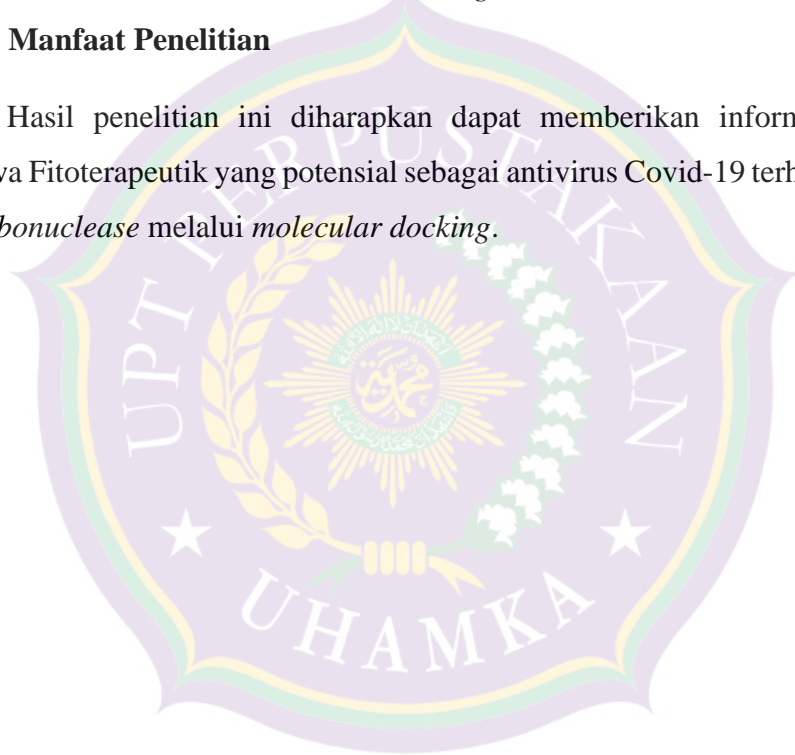 Manfaat Penelitian
Hasil penelitian ini diharapkan dapat memberikan inforn
va Fitoterapeutik yang potensial sebagai antivirus Covid-19 terh
bonuclease melalui molecular docking.
UPT PERPUSTAKAAN
UHAMKA